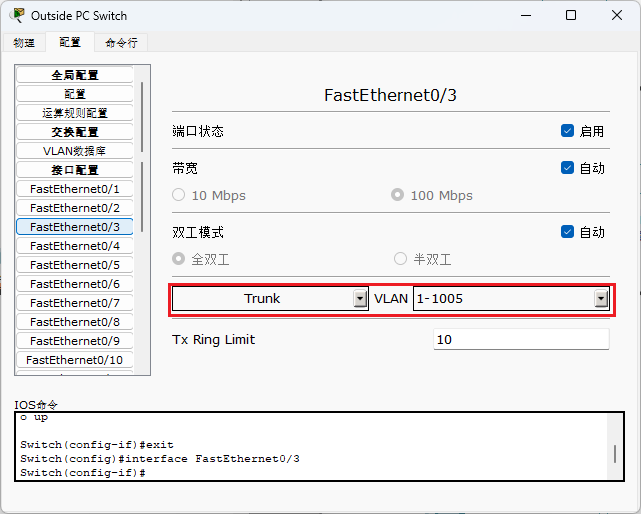 Outside PC Switch
物理 配置 命令行
全局配置
配置
运算规则配置
交换配置
VLAN数据库
接口配置
FastEthernet0/1
FastEthernet0/2
FastEthernet0/3
FastEthernet0/4
FastEthernet0/5
FastEthernet0/6
FastEthernet0/7
FastEthernet0/8
FastEthernet0/9
FastEthernet0/10
FastEthernet0/3
端口状态 启用
带宽 自动
10 Mbps 100 Mbps
双工模式 自动
全双工 半双工
Trunk VLAN 1-1005
Tx Ring Limit 10
IOS命令
o up
Switch(config-if)#exit
Switch(config)#interface FastEthernet0/3
Switch(config-if)#